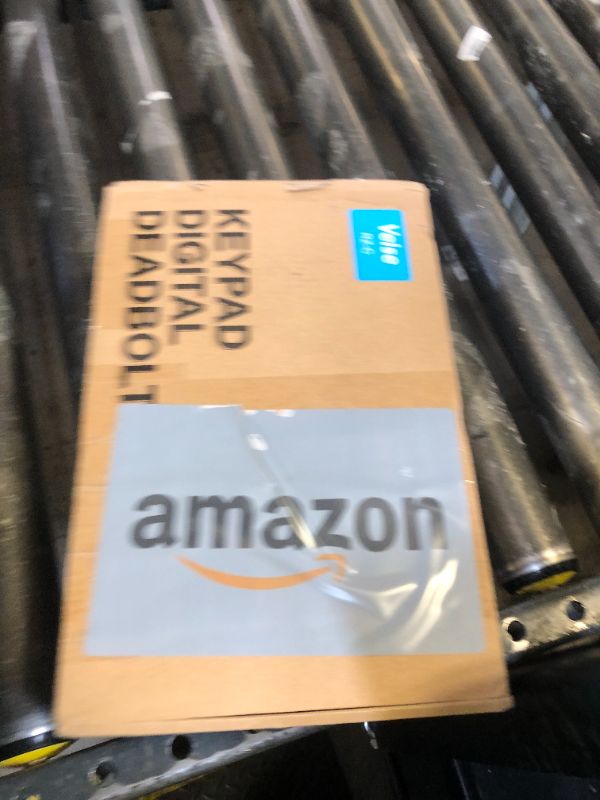 KEYPAD
DIGITAL
DEADBOLT
Veise
amazon